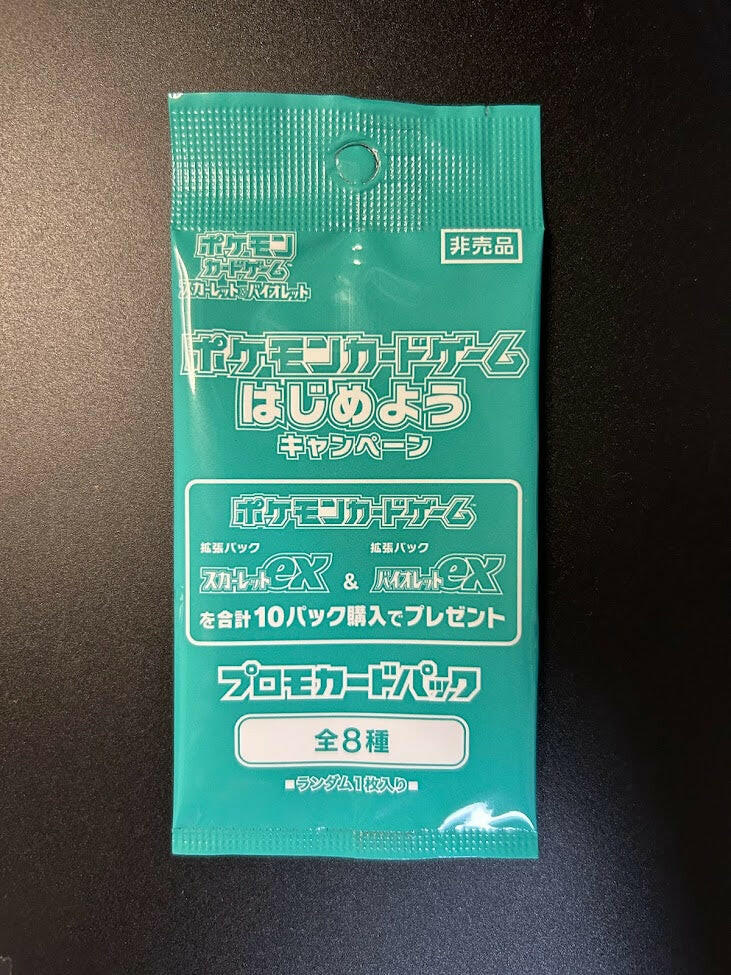 ポケモン
カードゲーム
スカーレット&バイオレット
非売品
ポケモンカードゲーム
はじめよう
キャンペーン
ポケモンカードゲーム
拡張パック
スカーレットex
&
拡張パック
バイオレットex
を合計10パック購入でプレゼント
プロモカードパック
全8種
■ランダム1枚入り■